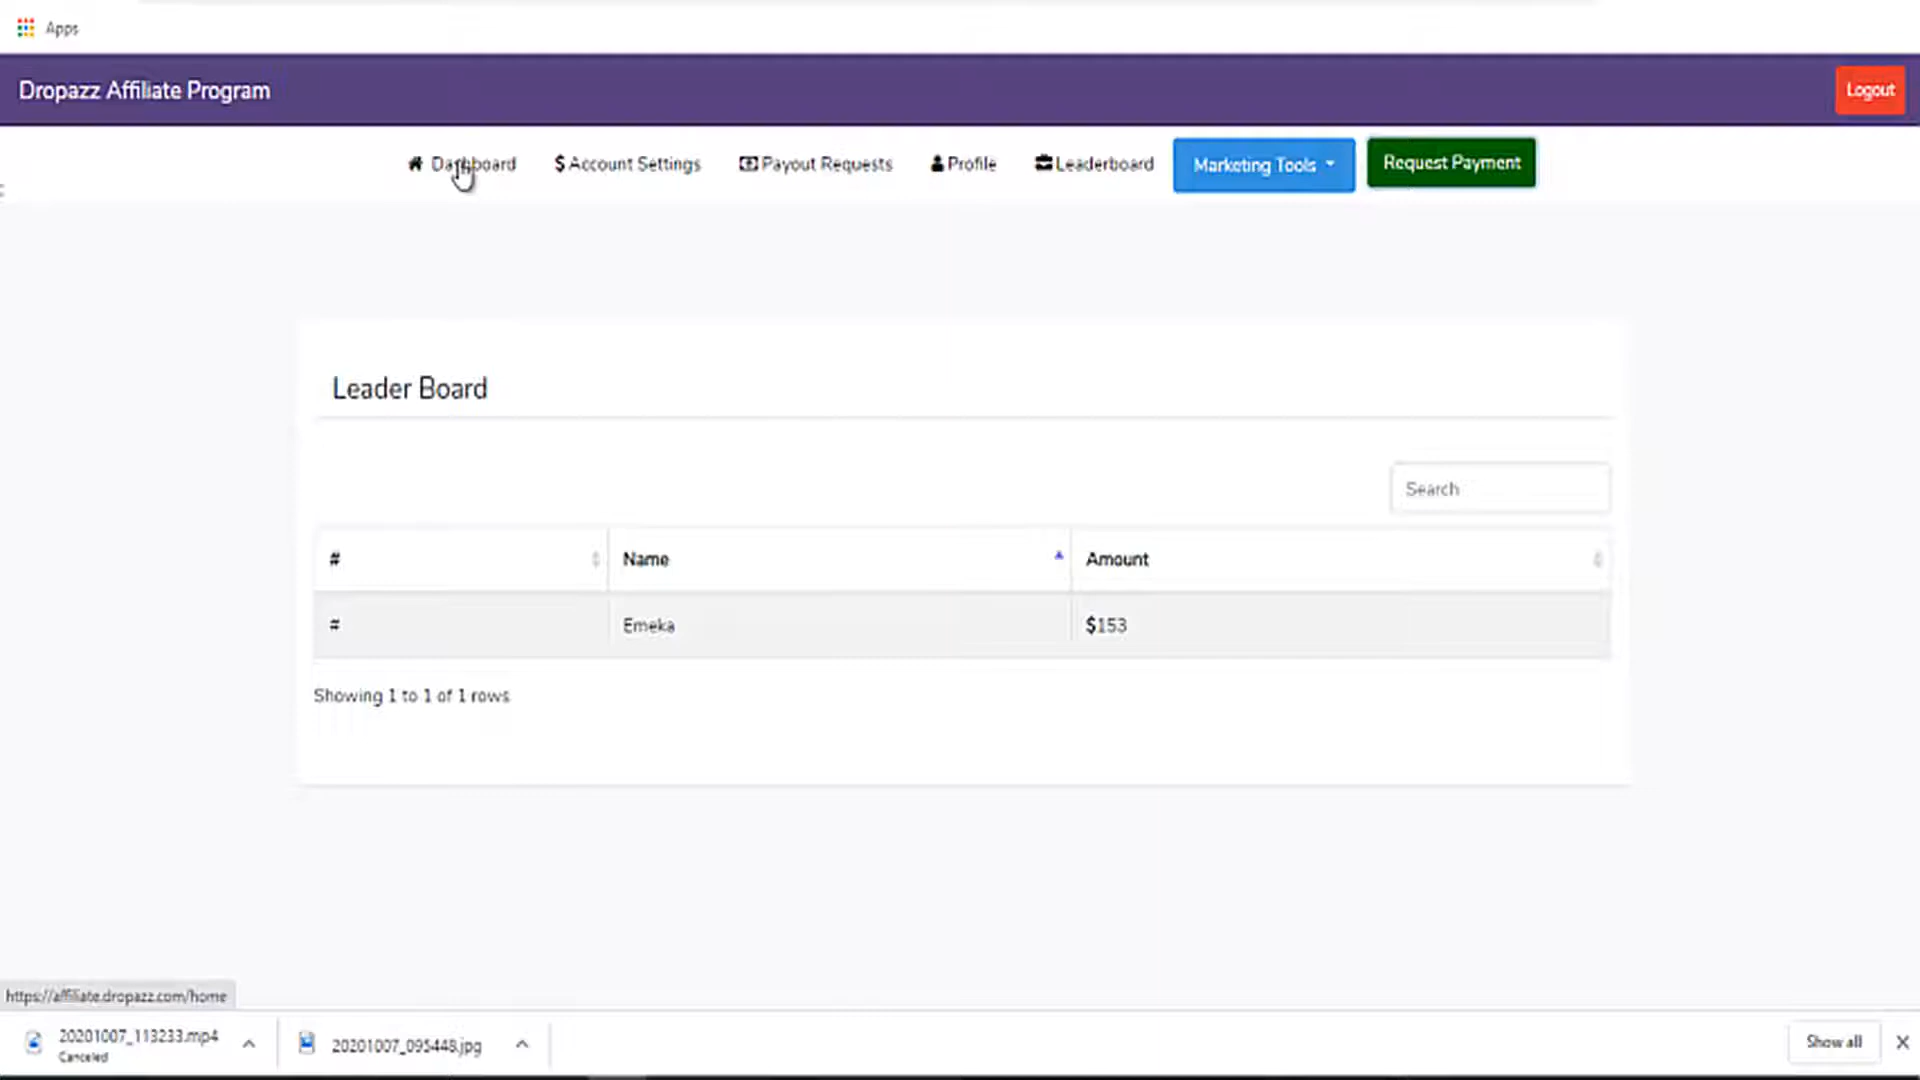 Apps
Dropazz Affiliate Program
Logout
Dashboard
$ Account Settings
Payout Requests
Profile
Leaderboard
Marketing Tools
Request Payment
Leader Board
Search
# Name Amount
# Emeka $153
Showing 1 to 1 of 1 rows
https://affiliate.dropazz.com/home
20201007_113233.mp4
Canceled
20201007_095448.jpg
Show all